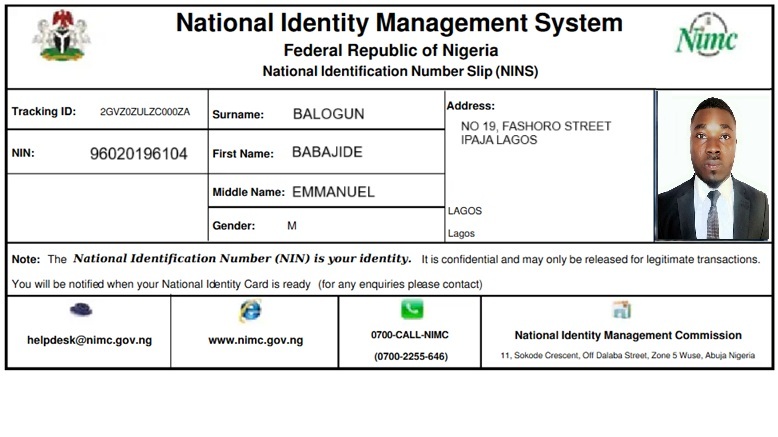 National Identity Management System
Federal Republic of Nigeria
National Identification Number Slip (NINS)
Nimc
Tracking ID: 2GVZ0ZULZC000ZA
Surname: BALOGUN
Address:
NO 19, FASHORO STREET
IPAJA LAGOS
NIN: 96020196104
First Name: BABAJIDE
Middle Name: EMMANUEL
LAGOS
Gender: M
Lagos
Note: The National Identification Number (NIN) is your identity. It is confidential and may only be released for legitimate transactions.
You will be notified when your National Identity Card is ready (for any enquiries please contact)
helpdesk@nimc.gov.ng
www.nimc.gov.ng
0700-CALL-NIMC
(0700-2255-646)
National Identity Management Commission
11, Sokode Crescent, Off Dalaba Street, Zone 5 Wuse, Abuja Nigeria